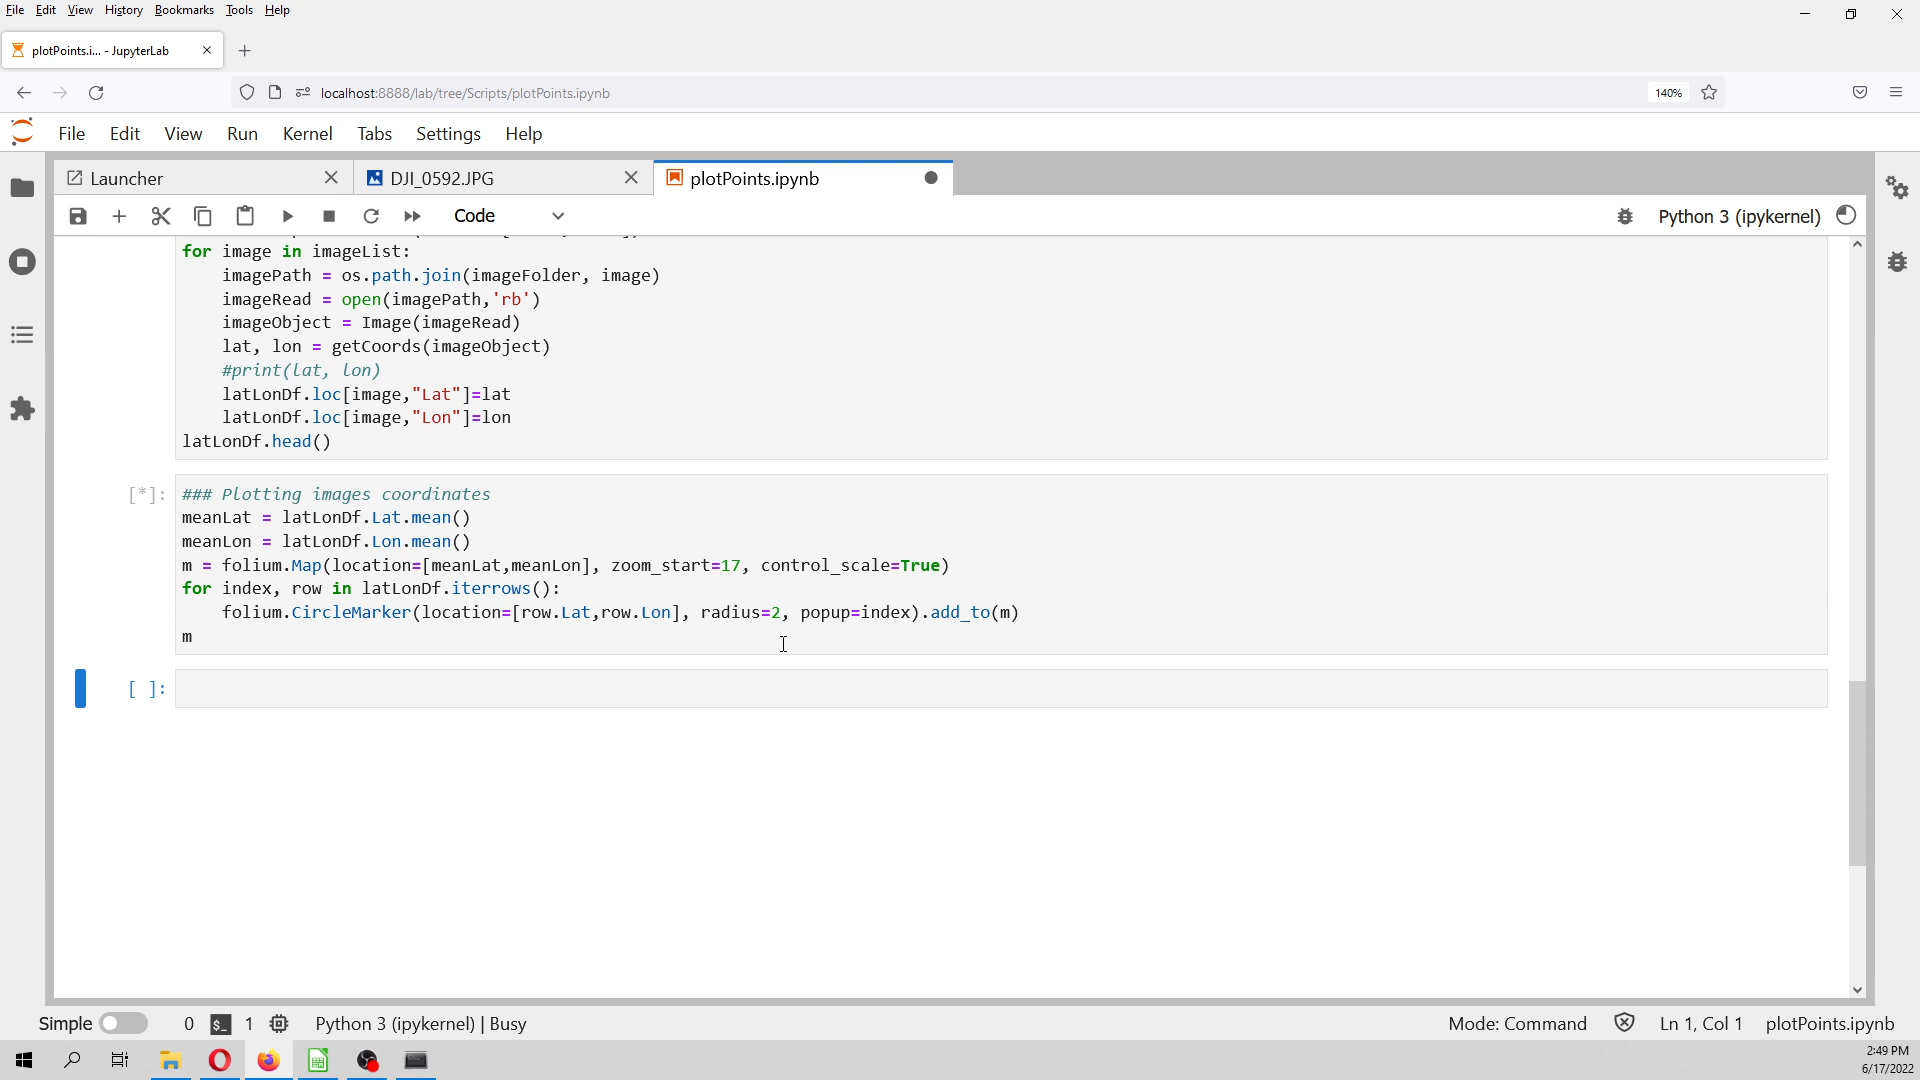 File Edit View History Bookmarks Tools Help
plotPoints.i... - JupyterLab
localhost:8888/lab/tree/Scripts/plotPoints.ipynb 140%
File Edit View Run Kernel Tabs Settings Help
Launcher DJI_0592.JPG plotPoints.ipynb
Code Python 3 (ipykernel)
for image in imageList:
    imagePath = os.path.join(imageFolder, image)
    imageRead = open(imagePath,'rb')
    imageObject = Image(imageRead)
    lat, lon = getCoords(imageObject)
    #print(lat, lon)
    latLonDf.loc[image,"Lat"]=lat
    latLonDf.loc[image,"Lon"]=lon
latLonDf.head()
[*]: ### Plotting images coordinates
meanLat = latLonDf.Lat.mean()
meanLon = latLonDf.Lon.mean()
m = folium.Map(location=[meanLat,meanLon], zoom_start=17, control_scale=True)
for index, row in latLonDf.iterrows():
    folium.CircleMarker(location=[row.Lat,row.Lon], radius=2, popup=index).add_to(m)
m
[ ]:
Simple 0 $_ 1 Python 3 (ipykernel) | Busy Mode: Command Ln 1, Col 1 plotPoints.ipynb
2:49 PM
6/17/2022